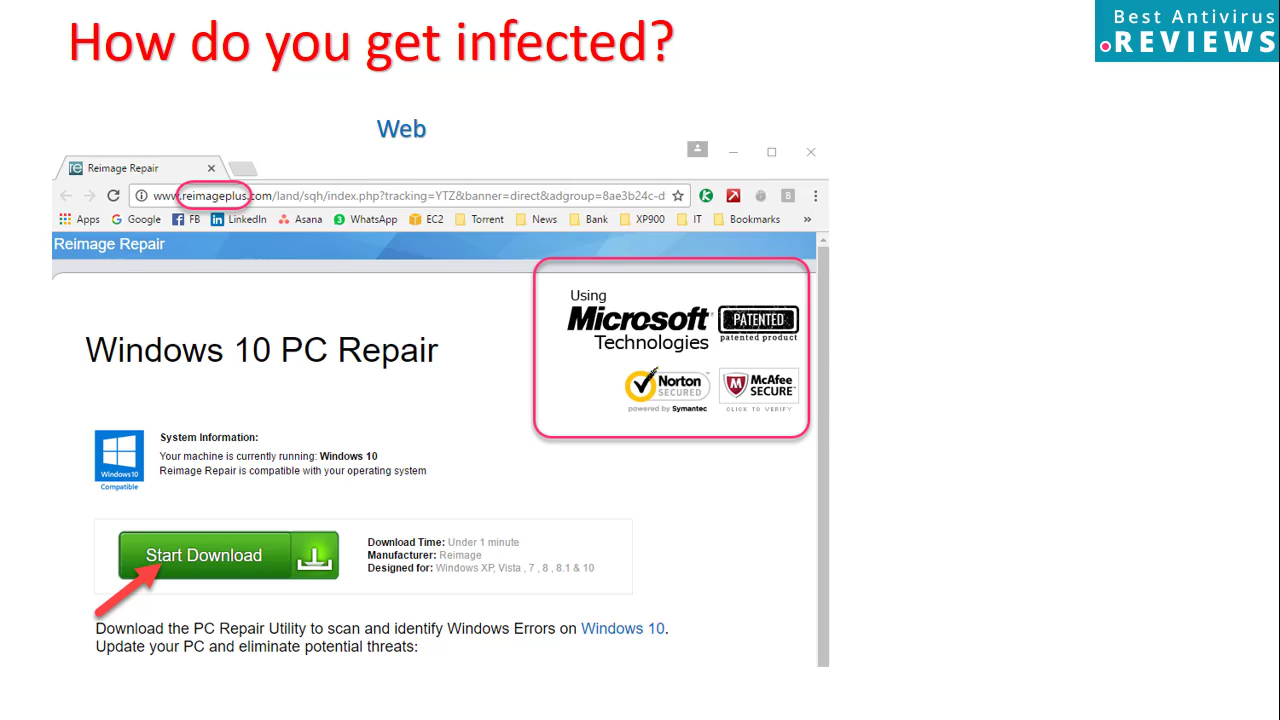 How do you get infected?
Best Antivirus
.REVIEWS
Web
Reimage Repair
www.reimageplus.com/land/sqh/index.php?tracking=YTZ&banner=direct&adgroup=8ae3b24c-d
Apps Google FB LinkedIn Asana WhatsApp EC2 Torrent News Bank XP900 IT Bookmarks »
Reimage Repair
Using
Microsoft
Technologies
PATENTED
patented product
Windows 10 PC Repair
Norton
SECURED
powered by Symantec
McAfee
SECURE
CLICK TO VERIFY
System Information:
Your machine is currently running: Windows 10
Reimage Repair is compatible with your operating system
Windows10
Compatible
Start Download
Download Time: Under 1 minute
Manufacturer: Reimage
Designed for: Windows XP, Vista , 7 , 8 , 8.1 & 10
Download the PC Repair Utility to scan and identify Windows Errors on Windows 10.
Update your PC and eliminate potential threats: